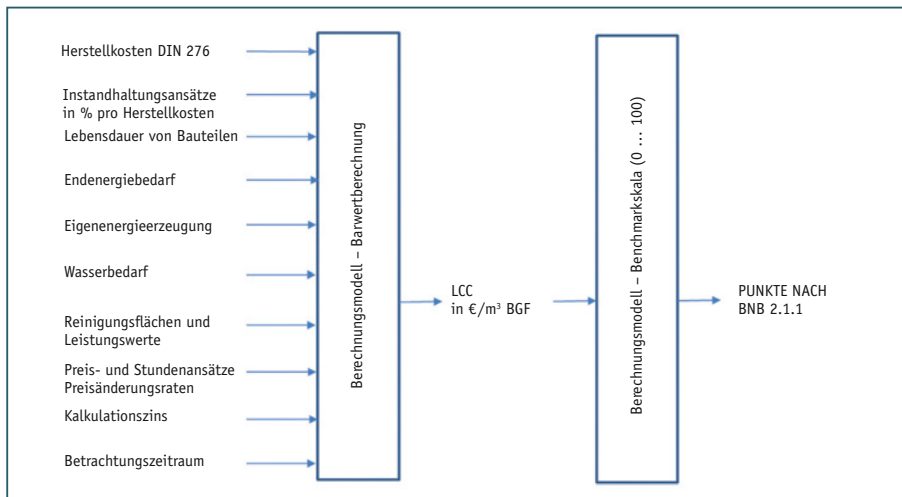 Herstellkosten DIN 276
Instandhaltungsansätze
in % pro Herstellkosten
Lebensdauer von Bauteilen
Endenergiebedarf
Eigenenergieerzeugung
Wasserbedarf
Reinigungsflächen und
Leistungswerte
Preis- und Stundenansätze
Preisänderungsraten
Kalkulationszins
Betrachtungszeitraum
Berechnungsmodell – Barwertberechnung
LCC
in €/m³ BGF
Berechnungsmodell – Benchmarkskala (0 ... 100)
PUNKTE NACH
BNB 2.1.1